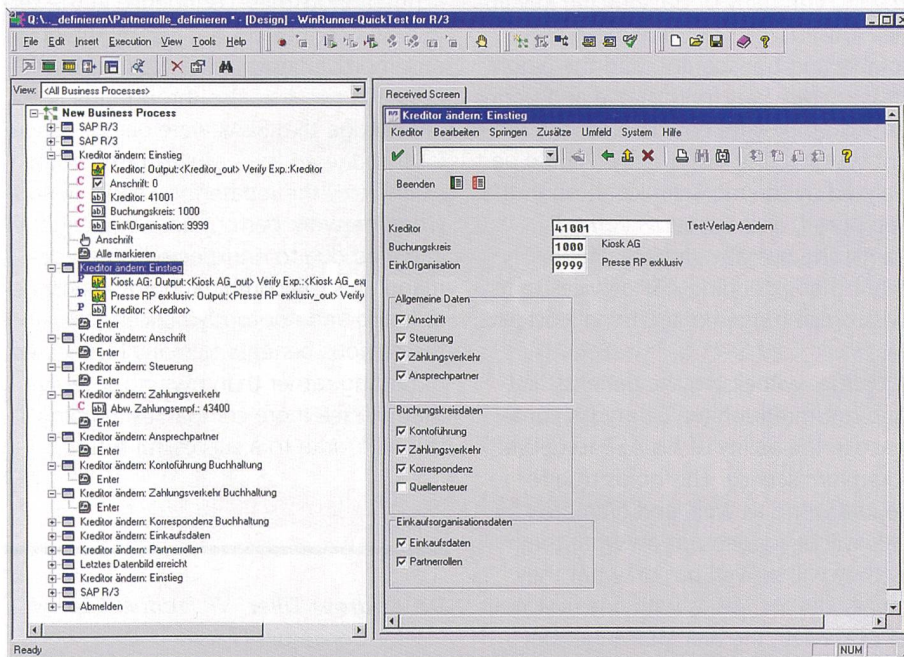 Q:\..._definieren\Partnerrolle_definieren * - [Design] - WinRunner-QuickTest for R/3
File Edit Insert Execution View Tools Help
View: <All Business Processes>
New Business Process
SAP R/3
SAP R/3
Kreditor ändern: Einstieg
C Kreditor: Output:<Kreditor_out> Verify Exp.:Kreditor
C Anschrift: 0
C Kreditor: 41001
C Buchungskreis: 1000
C EinkOrganisation: 9999
Anschrift
Alle markieren
Kreditor ändern: Einstieg
P Kiosk AG: Output:<Kiosk AG_out> Verify Exp.:<Kiosk AG_ex
P Presse RP exklusiv: Output:<Presse RP exklusiv_out> Verify
P Kreditor: <Kreditor>
Enter
Kreditor ändern: Anschrift
Enter
Kreditor ändern: Steuerung
Enter
Kreditor ändern: Zahlungsverkehr
C Abw. Zahlungsempf.: 43400
Enter
Kreditor ändern: Ansprechpartner
Enter
Kreditor ändern: Kontoführung Buchhaltung
Enter
Kreditor ändern: Zahlungsverkehr Buchhaltung
Enter
Kreditor ändern: Korrespondenz Buchhaltung
Kreditor ändern: Einkaufsdaten
Kreditor ändern: Partnerrollen
Letztes Datenbild erreicht
Kreditor ändern: Einstieg
SAP R/3
Abmelden
Received Screen
Kreditor ändern: Einstieg
Kreditor Bearbeiten Springen Zusätze Umfeld System Hilfe
Beenden
Kreditor 41001 Test-Verlag Aendern
Buchungskreis 1000 Kiosk AG
EinkOrganisation 9999 Presse RP exklusiv
Allgemeine Daten
Anschrift
Steuerung
Zahlungsverkehr
Ansprechpartner
Buchungskreisdaten
Kontoführung
Zahlungsverkehr
Korrespondenz
Quellensteuer
Einkaufsorganisationsdaten
Einkaufsdaten
Partnerrollen
Ready
NUM